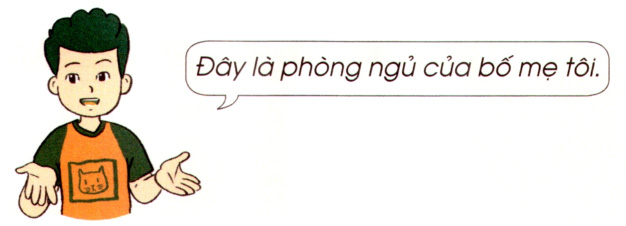 Đây là phòng ngủ của bố mẹ tôi.